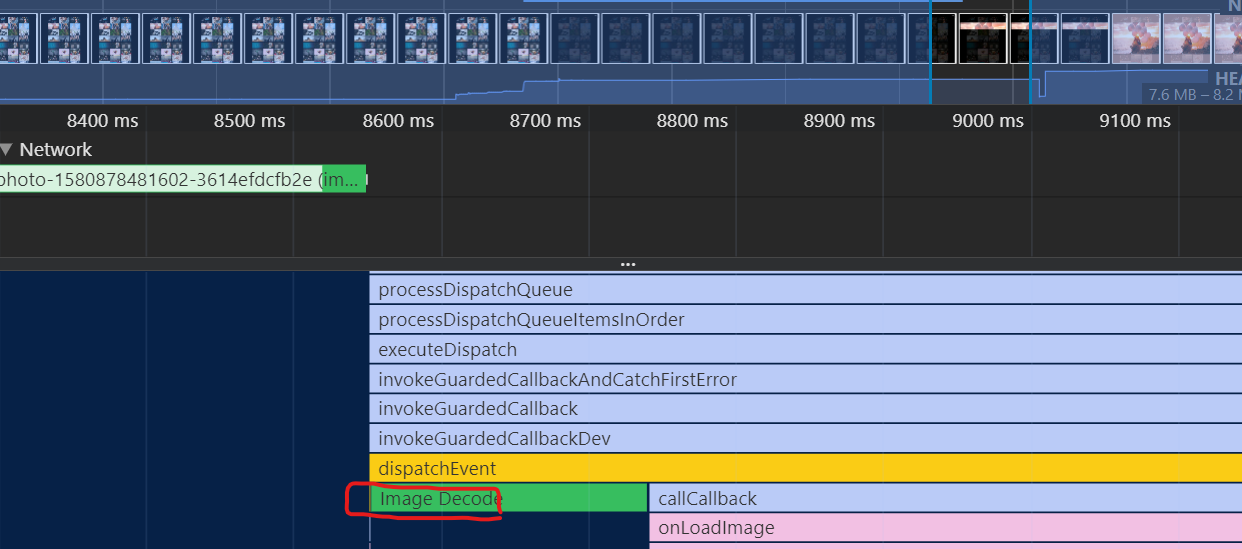 N
HEA
7.6 MB – 8.2 M
8400 ms 8500 ms 8600 ms 8700 ms 8800 ms 8900 ms 9000 ms 9100 ms
▼ Network
photo-1580878481602-3614efdcfb2e (im...
...
processDispatchQueue
processDispatchQueueItemsInOrder
executeDispatch
invokeGuardedCallbackAndCatchFirstError
invokeGuardedCallback
invokeGuardedCallbackDev
dispatchEvent
Image Decode callCallback
onLoadImage